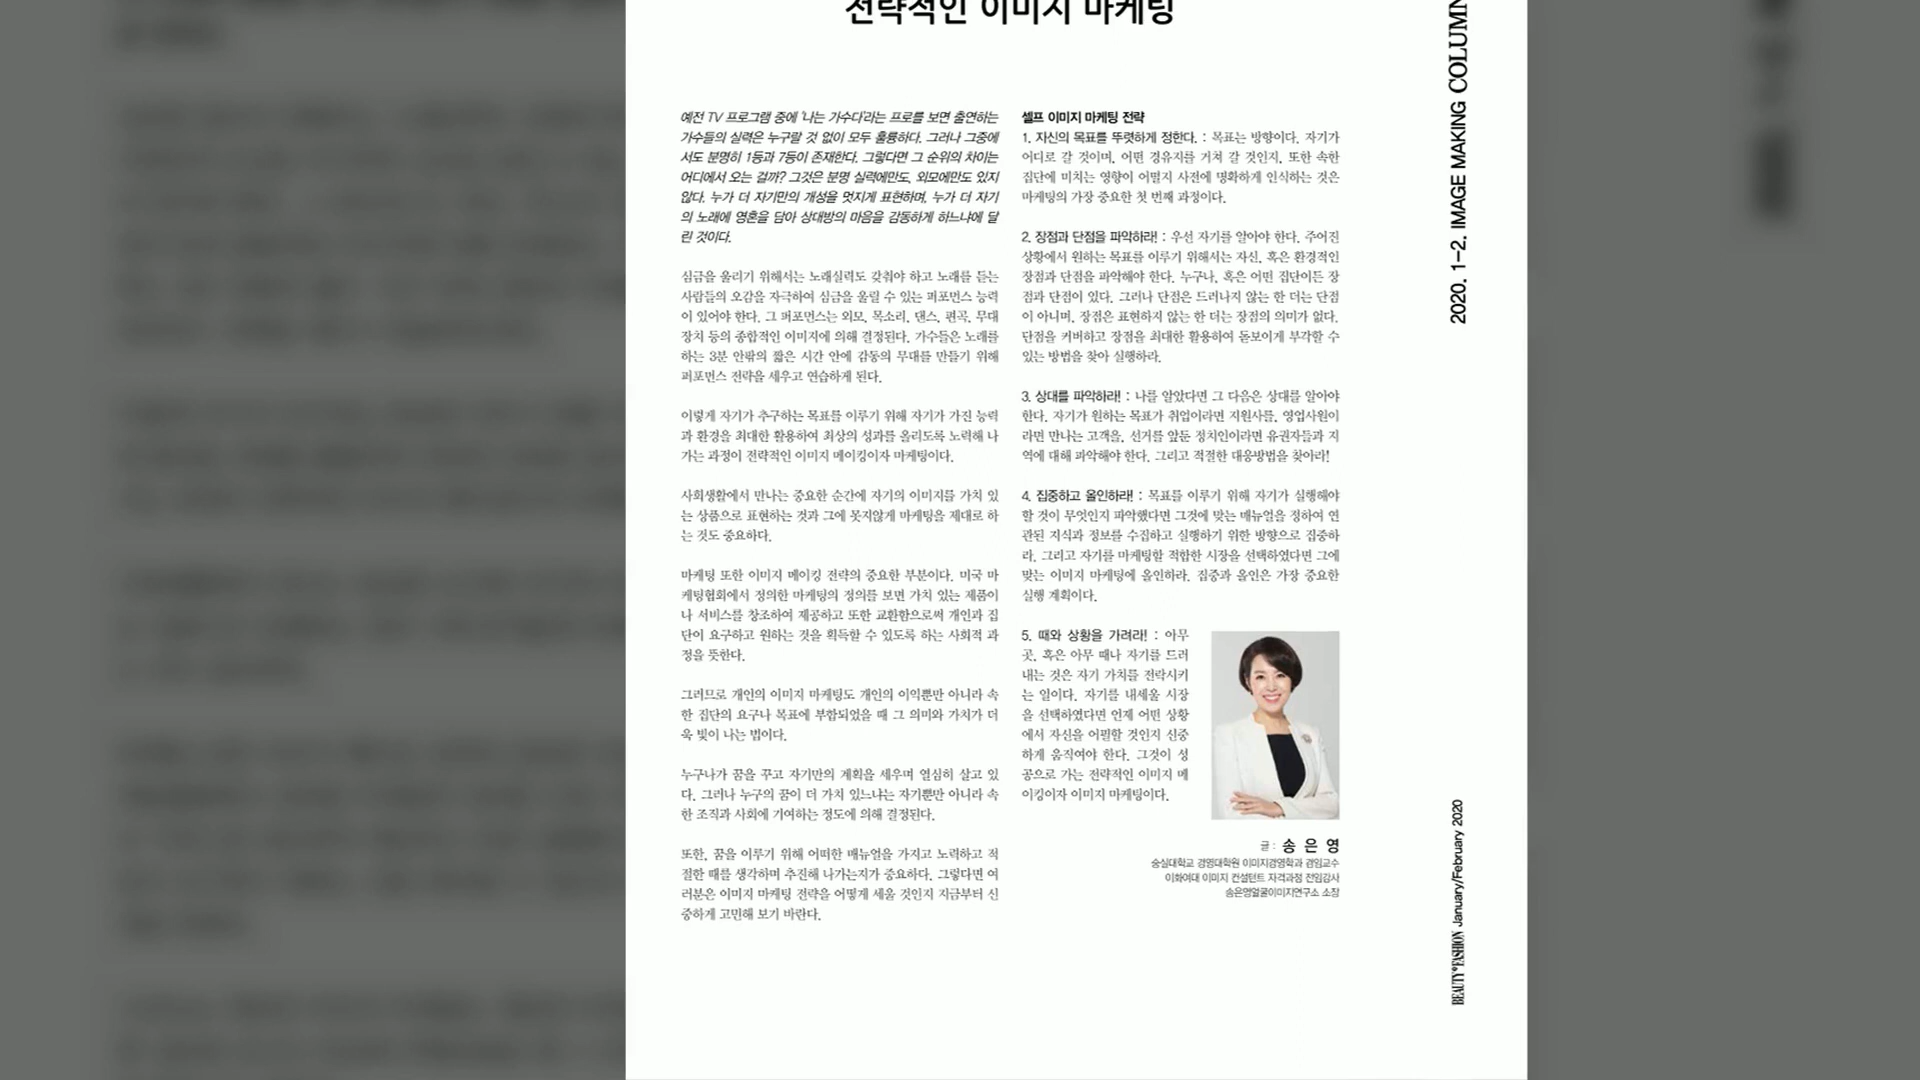 전략적인 이미지 마케팅
예전 TV 프로그램 중에 '나는 가수다'라는 프로를 보면 출연하는
가수들의 실력은 누구랄 것 없이 모두 훌륭하다. 그러나 그중에
서도 분명히 1등과 7등이 존재한다. 그렇다면 그 순위의 차이는
어디에서 오는 걸까? 그것은 분명 실력에만도, 외모에만도 있지
않다. 누가 더 자기만의 개성을 멋지게 표현하며, 누가 더 자기
의 노래에 영혼을 담아 상대방의 마음을 감동하게 하느냐에 달
린 것이다.
심금을 울리기 위해서는 노래실력도 갖춰야 하고 노래를 듣는
사람들의 오감을 자극하여 심금을 울릴 수 있는 퍼포먼스 능력
이 있어야 한다. 그 퍼포먼스는 외모, 목소리, 댄스, 편곡, 무대
장치 등의 종합적인 이미지에 의해 결정된다. 가수들은 노래를
하는 3분 안팎의 짧은 시간 안에 감동의 무대를 만들기 위해
퍼포먼스 전략을 세우고 연습하게 된다.
이렇게 자기가 추구하는 목표를 이루기 위해 자기가 가진 능력
과 환경을 최대한 활용하여 최상의 성과를 올리도록 노력해 나
가는 과정이 전략적인 이미지 메이킹이자 마케팅이다.
사회생활에서 만나는 중요한 순간에 자기의 이미지를 가치 있
는 상품으로 표현하는 것과 그에 못지않게 마케팅을 제대로 하
는 것도 중요하다.
마케팅 또한 이미지 메이킹 전략의 중요한 부분이다. 미국 마
케팅협회에서 정의한 마케팅의 정의를 보면 가치 있는 제품이
나 서비스를 창조하여 제공하고 또한 교환함으로써 개인과 집
단이 요구하고 원하는 것을 획득할 수 있도록 하는 사회적 과
정을 뜻한다.
그러므로 개인의 이미지 마케팅도 개인의 이익뿐만 아니라 속
한 집단의 요구나 목표에 부합되었을 때 그 의미와 가치가 더
욱 빛이 나는 법이다.
누구나가 꿈을 꾸고 자기만의 계획을 세우며 열심히 살고 있
다. 그러나 누구의 꿈이 더 가치 있느냐는 자기뿐만 아니라 속
한 조직과 사회에 기여하는 정도에 의해 결정된다.
또한, 꿈을 이루기 위해 어떠한 매뉴얼을 가지고 노력하고 적
절한 때를 생각하며 추진해 나가는지가 중요하다. 그렇다면 여
러분은 이미지 마케팅 전략을 어떻게 세울 것인지 지금부터 신
중하게 고민해 보기 바란다.
셀프 이미지 마케팅 전략
1. 자신의 목표를 뚜렷하게 정한다. : 목표는 방향이다. 자기가
어디로 갈 것이며, 어떤 경유지를 거쳐 갈 것인지, 또한 속한
집단에 미치는 영향이 어떨지 사전에 명확하게 인식하는 것은
마케팅의 가장 중요한 첫 번째 과정이다.
2. 장점과 단점을 파악하라! : 우선 자기를 알아야 한다. 주어진
상황에서 원하는 목표를 이루기 위해서는 자신, 혹은 환경적인
장점과 단점을 파악해야 한다. 누구나, 혹은 어떤 집단이든 장
점과 단점이 있다. 그러나 단점은 드러나지 않는 한 더는 단점
이 아니며, 장점은 표현하지 않는 한 더는 장점의 의미가 없다.
단점을 커버하고 장점을 최대한 활용하여 돋보이게 부각할 수
있는 방법을 찾아 실행하라.
3. 상대를 파악하라! : 나를 알았다면 그 다음은 상대를 알아야
한다. 자기가 원하는 목표가 취업이라면 지원사를, 영업사원이
라면 만나는 고객을, 선거를 앞둔 정치인이라면 유권자들과 지
역에 대해 파악해야 한다. 그리고 적절한 대응방법을 찾아라!
4. 집중하고 올인하라! : 목표를 이루기 위해 자기가 실행해야
할 것이 무엇인지 파악했다면 그것에 맞는 매뉴얼을 정하여 연
관된 지식과 정보를 수집하고 실행하기 위한 방향으로 집중하
라. 그리고 자기를 마케팅할 적합한 시장을 선택하였다면 그에
맞는 이미지 마케팅에 올인하라. 집중과 올인은 가장 중요한
실행 계획이다.
5. 때와 상황을 가려라! : 아무
곳, 혹은 아무 때나 자기를 드러
내는 것은 자기 가치를 전락시키
는 일이다. 자기를 내세울 시장
을 선택하였다면 언제 어떤 상황
에서 자신을 어필할 것인지 신중
하게 움직여야 한다. 그것이 성
공으로 가는 전략적인 이미지 메
이킹이자 이미지 마케팅이다.
글 : 송 은 영
숭실대학교 경영대학원 이미지경영학과 겸임교수
이화여대 이미지 컨설턴트 자격과정 전임강사
송은영얼굴이미지연구소 소장
2020. 1-2. IMAGE MAKING COLUMN
BEAUTY*FASHION January/February 2020